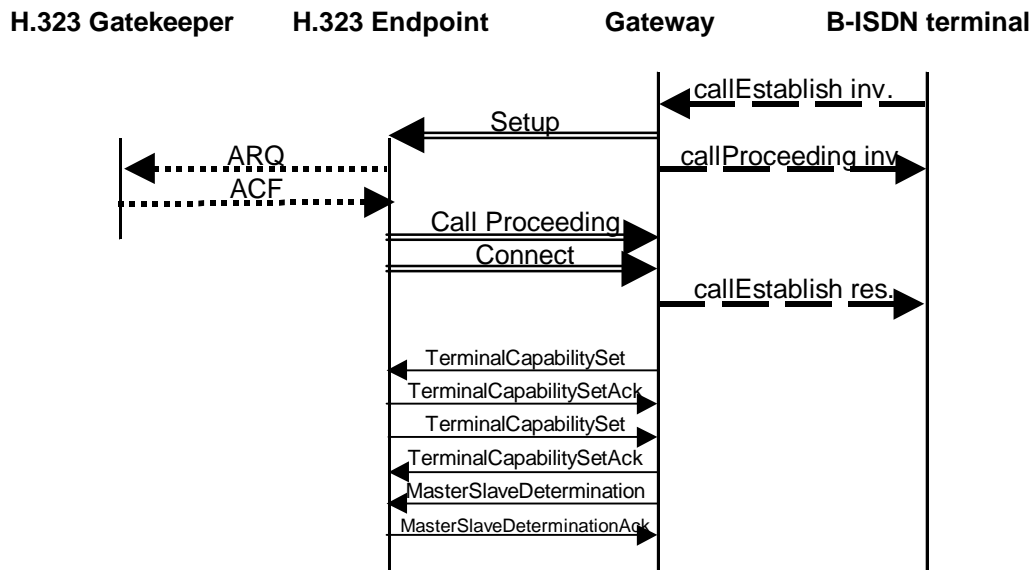 H.323 Gatekeeper H.323 Endpoint Gateway B-ISDN terminal
callEstablish inv.
Setup
ARQ
callProceeding inv
ACF
Call Proceeding
Connect
callEstablish res.
TerminalCapabilitySet
TerminalCapabilitySetAck
TerminalCapabilitySet
TerminalCapabilitySetAck
MasterSlaveDetermination
MasterSlaveDeterminationAck